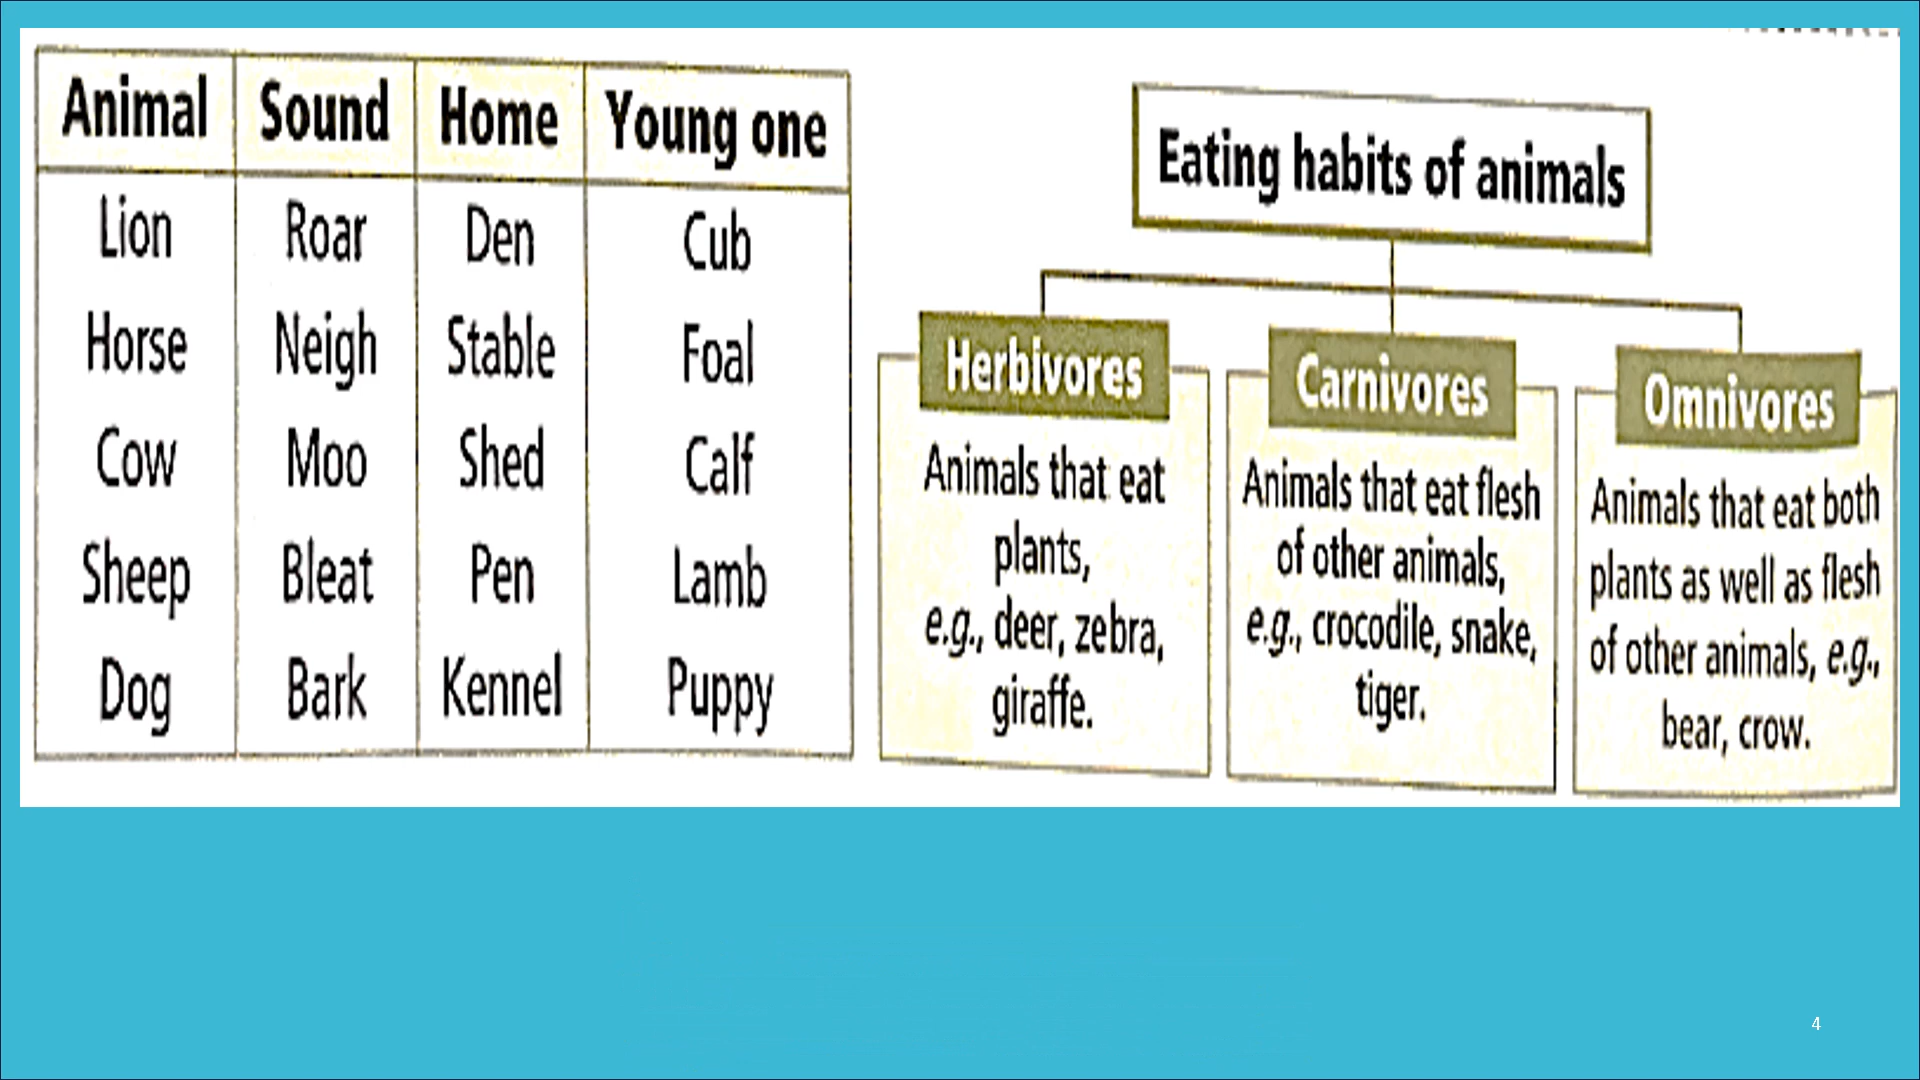 Animal Sound Home Young one
Lion Roar Den Cub
Horse Neigh Stable Foal
Cow Moo Shed Calf
Sheep Bleat Pen Lamb
Dog Bark Kennel Puppy
Eating habits of animals
Herbivores
Animals that eat
plants,
e.g., deer, zebra,
giraffe.
Carnivores
Animals that eat flesh
of other animals,
e.g., crocodile, snake,
tiger.
Omnivores
Animals that eat both
plants as well as flesh
of other animals, e.g.,
bear, crow.
4